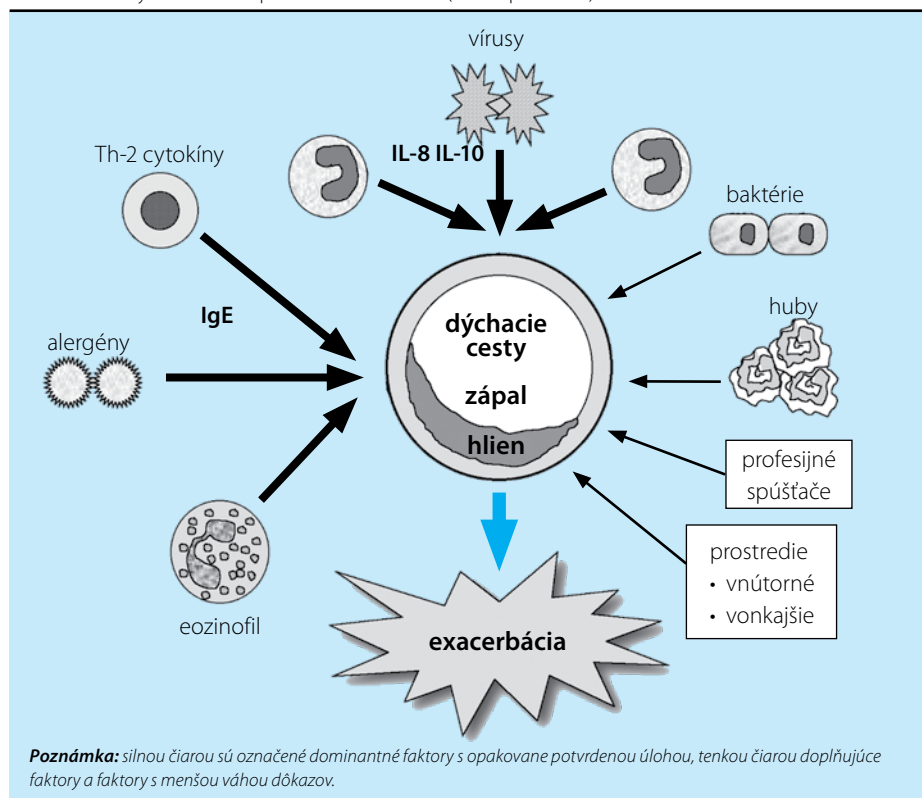 vírusy
Th-2 cytokíny
IL-8 IL-10
baktérie
IgE
alergény
huby
dýchacie
cesty
zápal
hlien
profesijné
spúšťače
prostredie
• vnútorné
• vonkajšie
eozinofil
exacerbácia
Poznámka: silnou čiarou sú označené dominantné faktory s opakovane potvrdenou úlohou, tenkou čiarou doplňujúce
faktory a faktory s menšou váhou dôkazov.